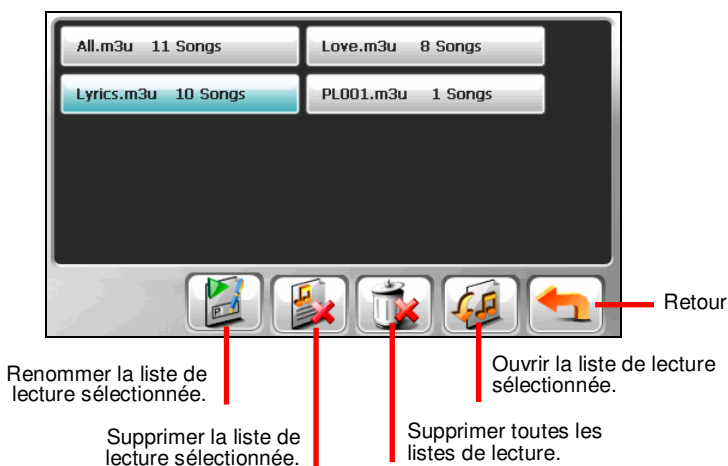 All.m3u 11 Songs
Love.m3u 8 Songs
Lyrics.m3u 10 Songs
PL001.m3u 1 Songs
P
Retour
Renommer la liste de
lecture sélectionnée.
Ouvrir la liste de lecture
sélectionnée.
Supprimer la liste de
lecture sélectionnée.
Supprimer toutes les
listes de lecture.